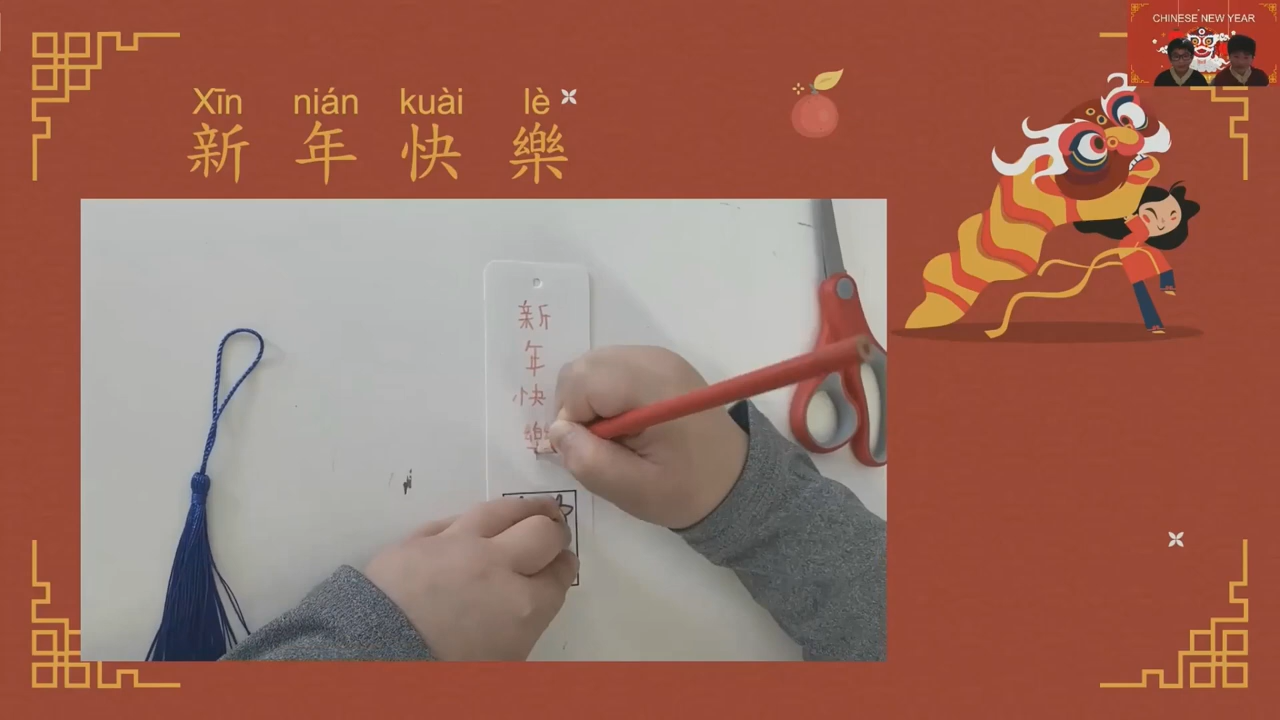 CHINESE NEW YEAR
Xīn nián kuài lè
新 年 快 樂
新
年
快
樂